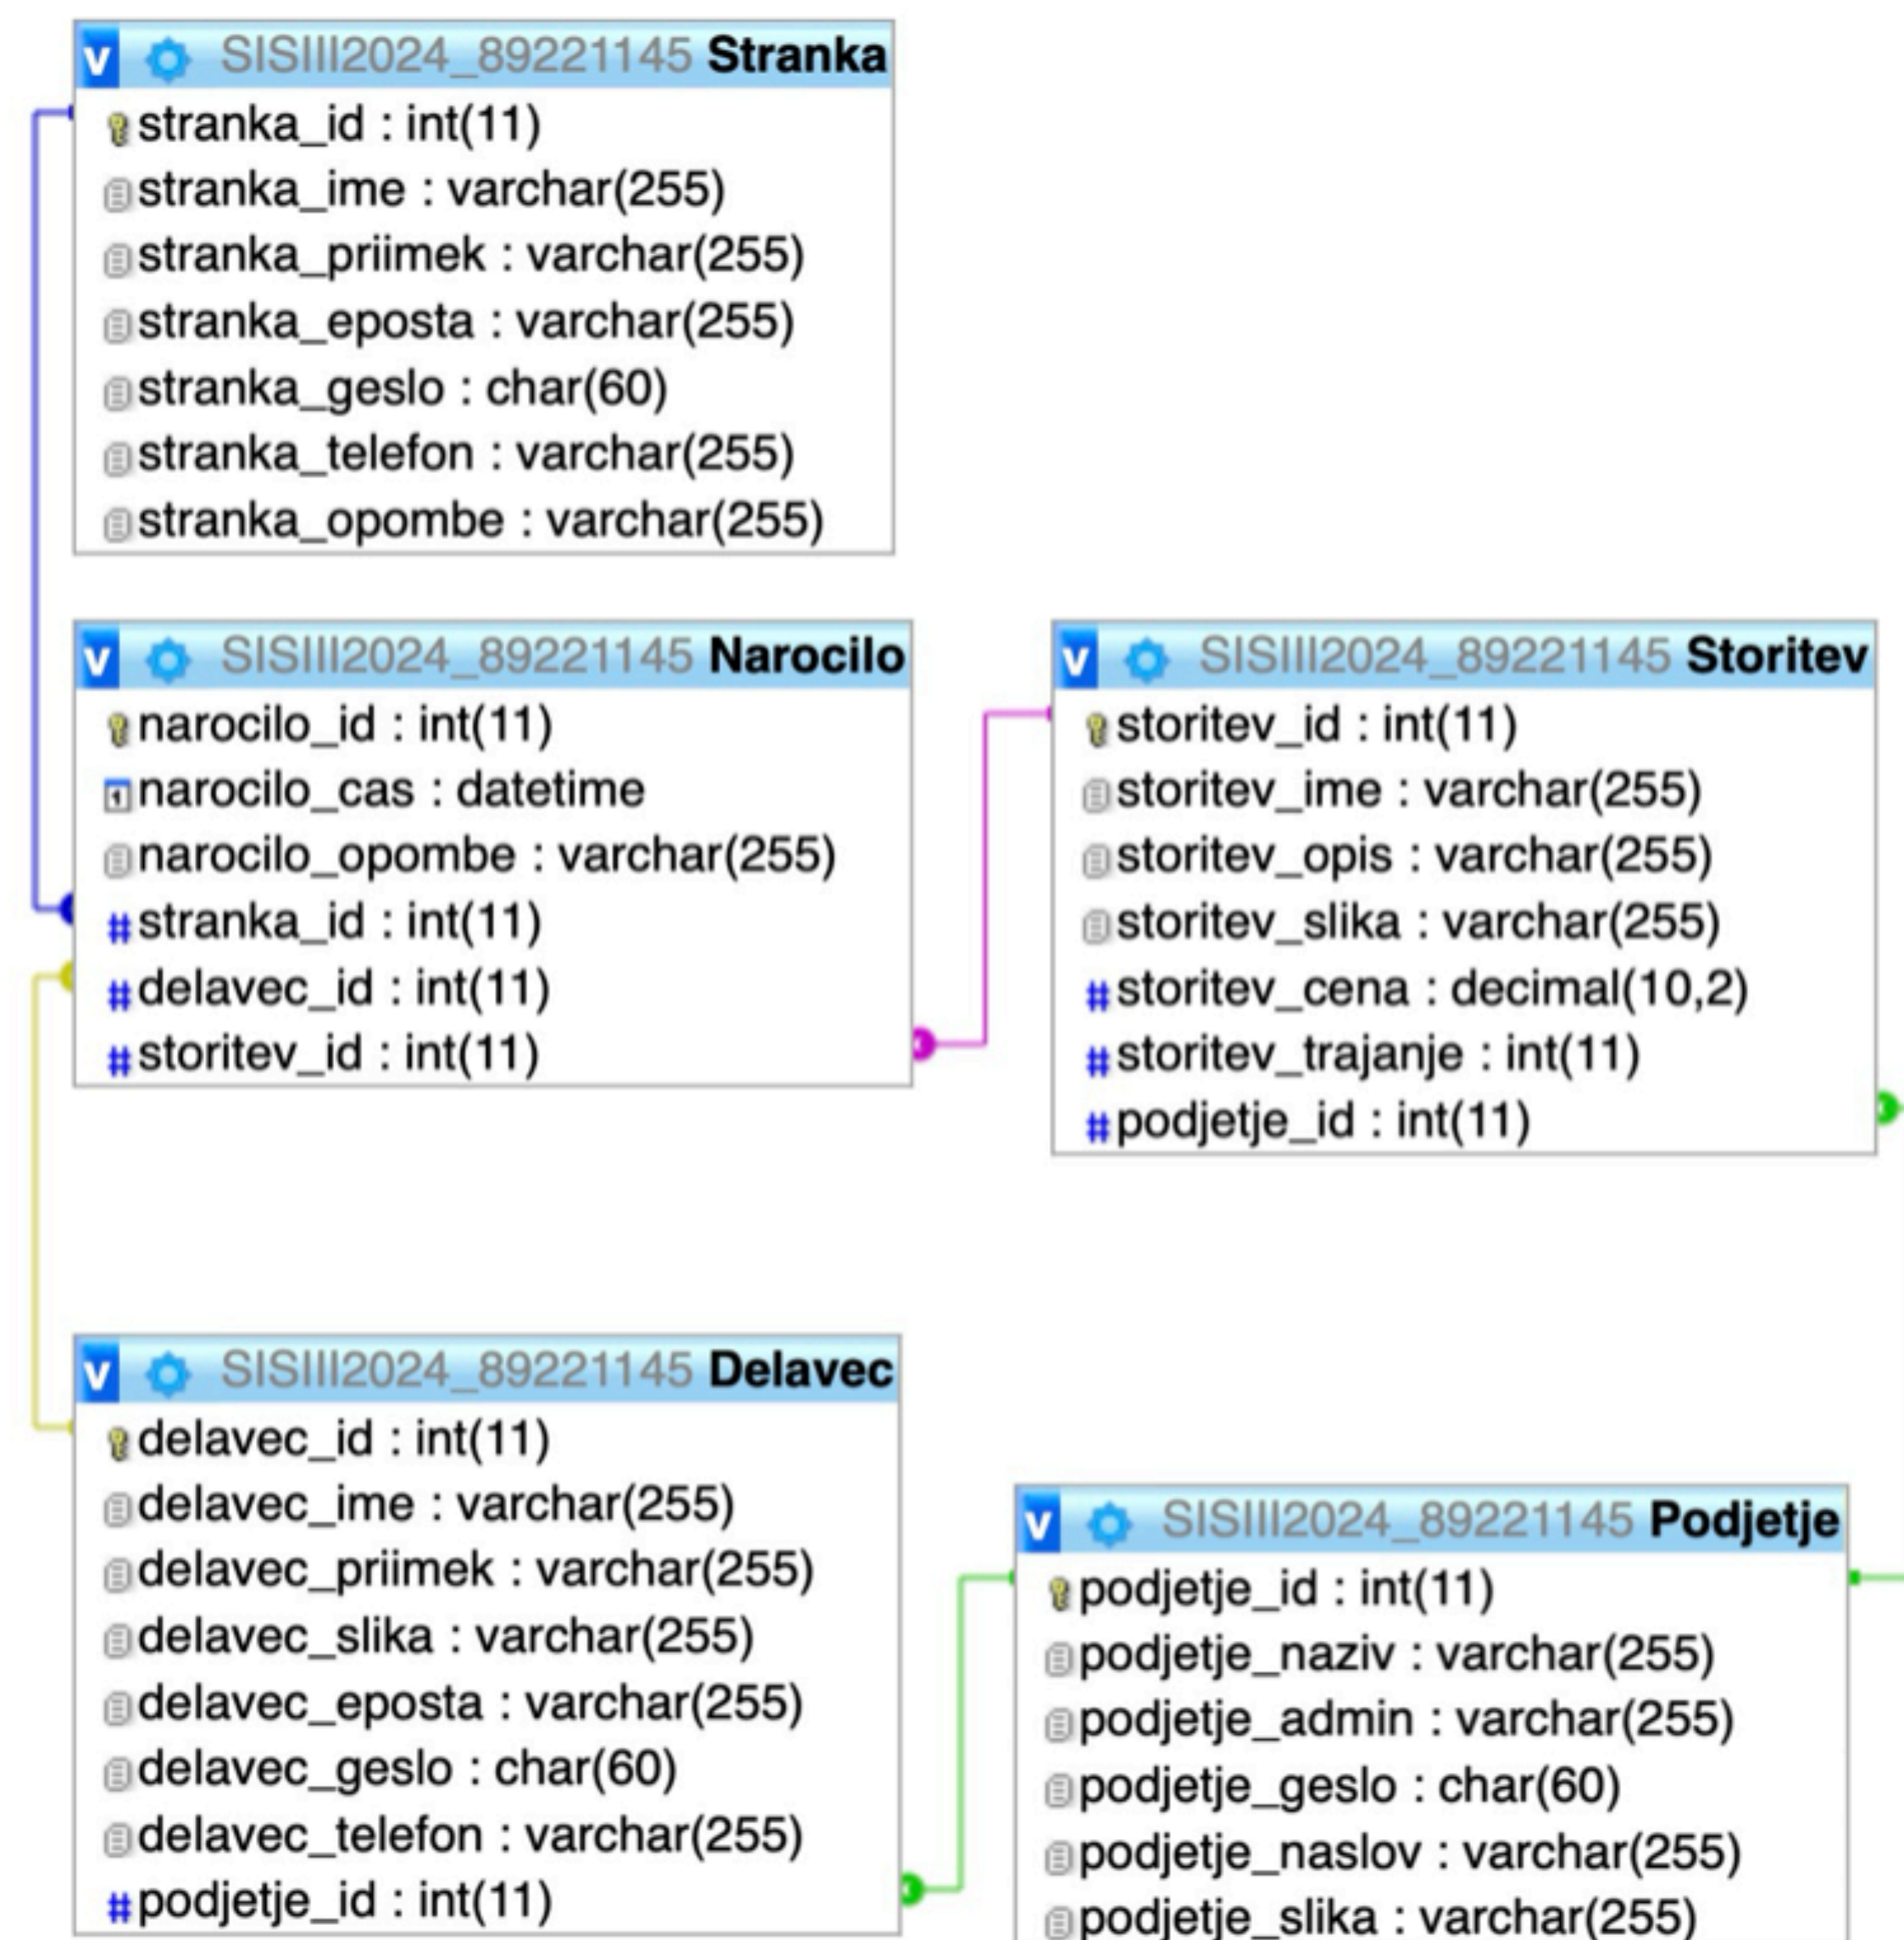 SISIII2024_89221145 Stranka
stranka_id : int(11)
stranka_ime : varchar(255)
stranka_priimek : varchar(255)
stranka_eposta : varchar(255)
stranka_geslo : char(60)
stranka_telefon : varchar(255)
stranka_opombe : varchar(255)
SISIII2024_89221145 Narocilo
narocilo_id : int(11)
narocilo_cas : datetime
narocilo_opombe : varchar(255)
stranka_id : int(11)
delavec_id : int(11)
storitev_id : int(11)
SISIII2024_89221145 Storitev
storitev_id : int(11)
storitev_ime : varchar(255)
storitev_opis : varchar(255)
storitev_slika : varchar(255)
storitev_cena : decimal(10,2)
storitev_trajanje : int(11)
podjetje_id : int(11)
SISIII2024_89221145 Delavec
delavec_id : int(11)
delavec_ime : varchar(255)
delavec_priimek : varchar(255)
delavec_slika : varchar(255)
delavec_eposta : varchar(255)
delavec_geslo : char(60)
delavec_telefon : varchar(255)
podjetje_id : int(11)
SISIII2024_89221145 Podjetje
podjetje_id : int(11)
podjetje_naziv : varchar(255)
podjetje_admin : varchar(255)
podjetje_geslo : char(60)
podjetje_naslov : varchar(255)
podjetje_slika : varchar(255)